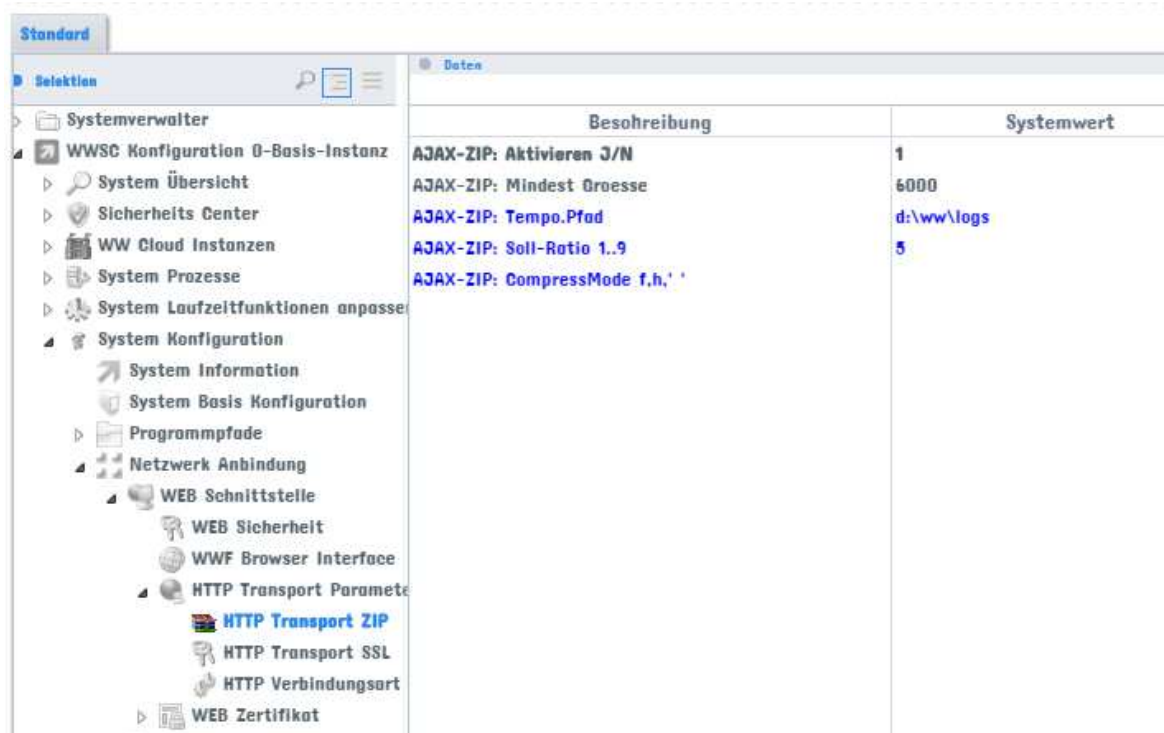 Standard
Selektion
Systemverwalter
WWSC Konfiguration 0-Basis-Instanz
System Übersicht
Sicherheits Center
WW Cloud Instanzen
System Prozesse
System Laufzeitfunktionen anpassen
System Konfiguration
System Information
System Basis Konfiguration
Programmpfade
Netzwerk Anbindung
WEB Schnittstelle
WEB Sicherheit
WWF Browser Interface
HTTP Transport Paramete
HTTP Transport ZIP
HTTP Transport SSL
HTTP Verbindungsart
WEB Zertifikat
Daten
Beschreibung Systemwert
AJAX-ZIP: Aktivieren J/N 1
AJAX-ZIP: Mindest Groesse 6000
AJAX-ZIP: Tempo.Pfad d:\ww\logs
AJAX-ZIP: Soll-Ratio 1..9 5
AJAX-ZIP: CompressMode f,h,' '